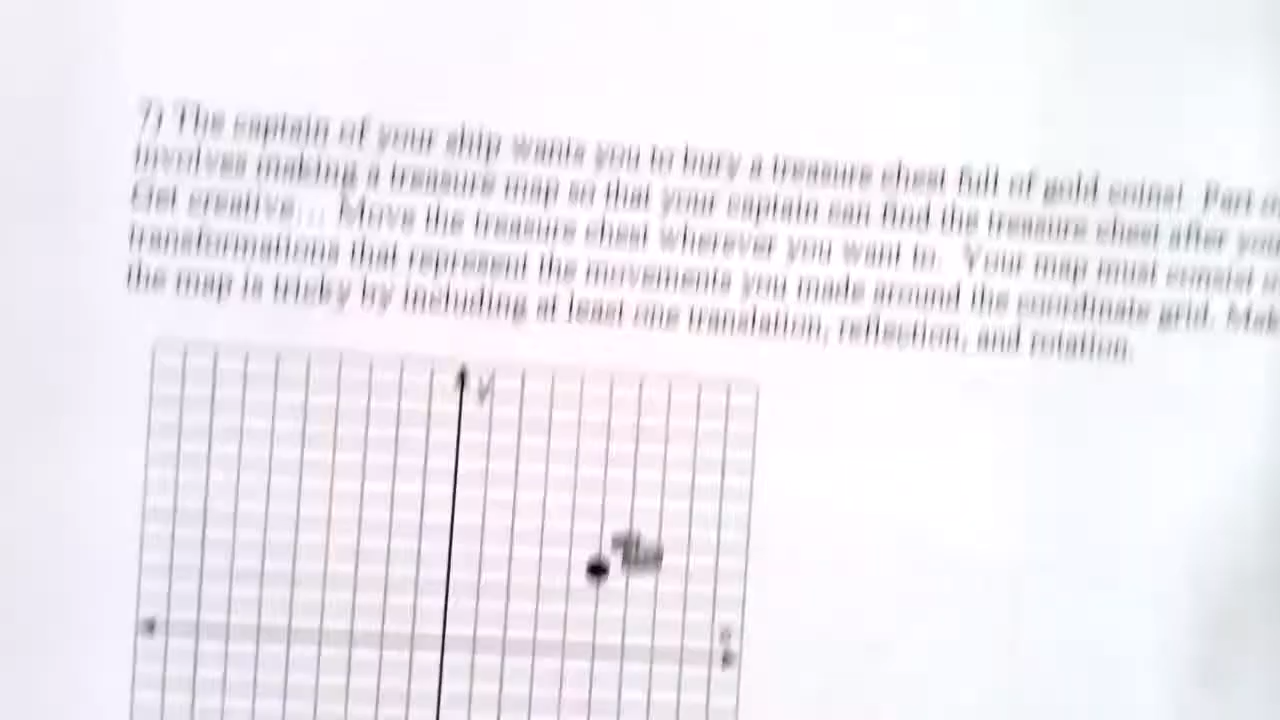 7) The captain of your ship wants you to bury a treasure chest full of gold coins! Part
involves making a treasure map so that your captain can find the treasure chest after
Get creative... Move the treasure chest wherever you want to. Your map must consist
transformations that represent the movements you made around the coordinate grid.
the map is tricky by including at least one translation, reflection, and rotation.
y